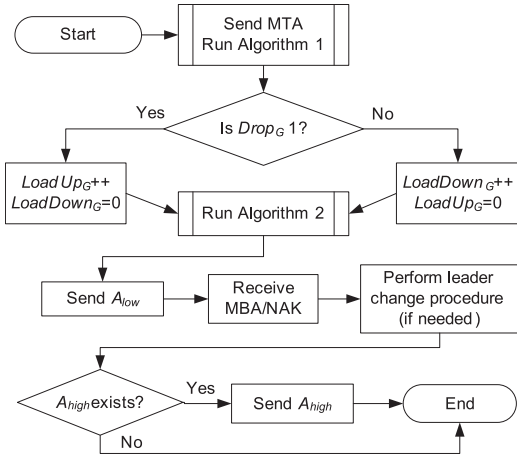 Start
Send MTA
Run Algorithm 1
Yes
No
Is DropG 1?
LoadUpG++
LoadDownG=0
Run Algorithm 2
LoadDownG++
LoadUpG=0
Send Alow
Receive
MBA/NAK
Perform leader
change procedure
(if needed)
Ahigh exists?
Yes
Send Ahigh
End
No